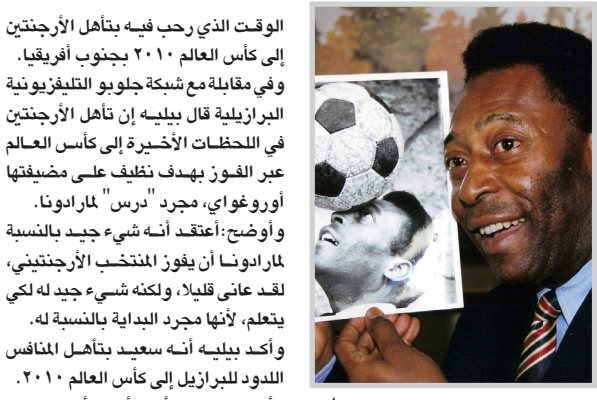 الوقت الذي رحب فيه بتأهل الأرجنتين
إلى كأس العالم ٢٠١٠ بجنوب أفريقيا.
وفي مقابلة مع شبكة جلوبو التليفزيونية
البرازيلية قال بيليه إن تأهل الأرجنتين
في اللحظات الأخيرة إلى كأس العالم
عبر الفوز بهدف نظيف على مضيفتها
أوروغواي، مجرد "درس" لمارادونا.
وأوضح: أعتقد أنه شيء جيد بالنسبة
لمارادونا أن يفوز المنتخب الأرجنتيني،
لقد عانى قليلا، ولكنه شيء جيد له لكي
يتعلم، لأنها مجرد البداية بالنسبة له.
وأكد بيليه أنه سعيد بتأهل المنافس
اللدود للبرازيل إلى كأس العالم ٢٠١٠.